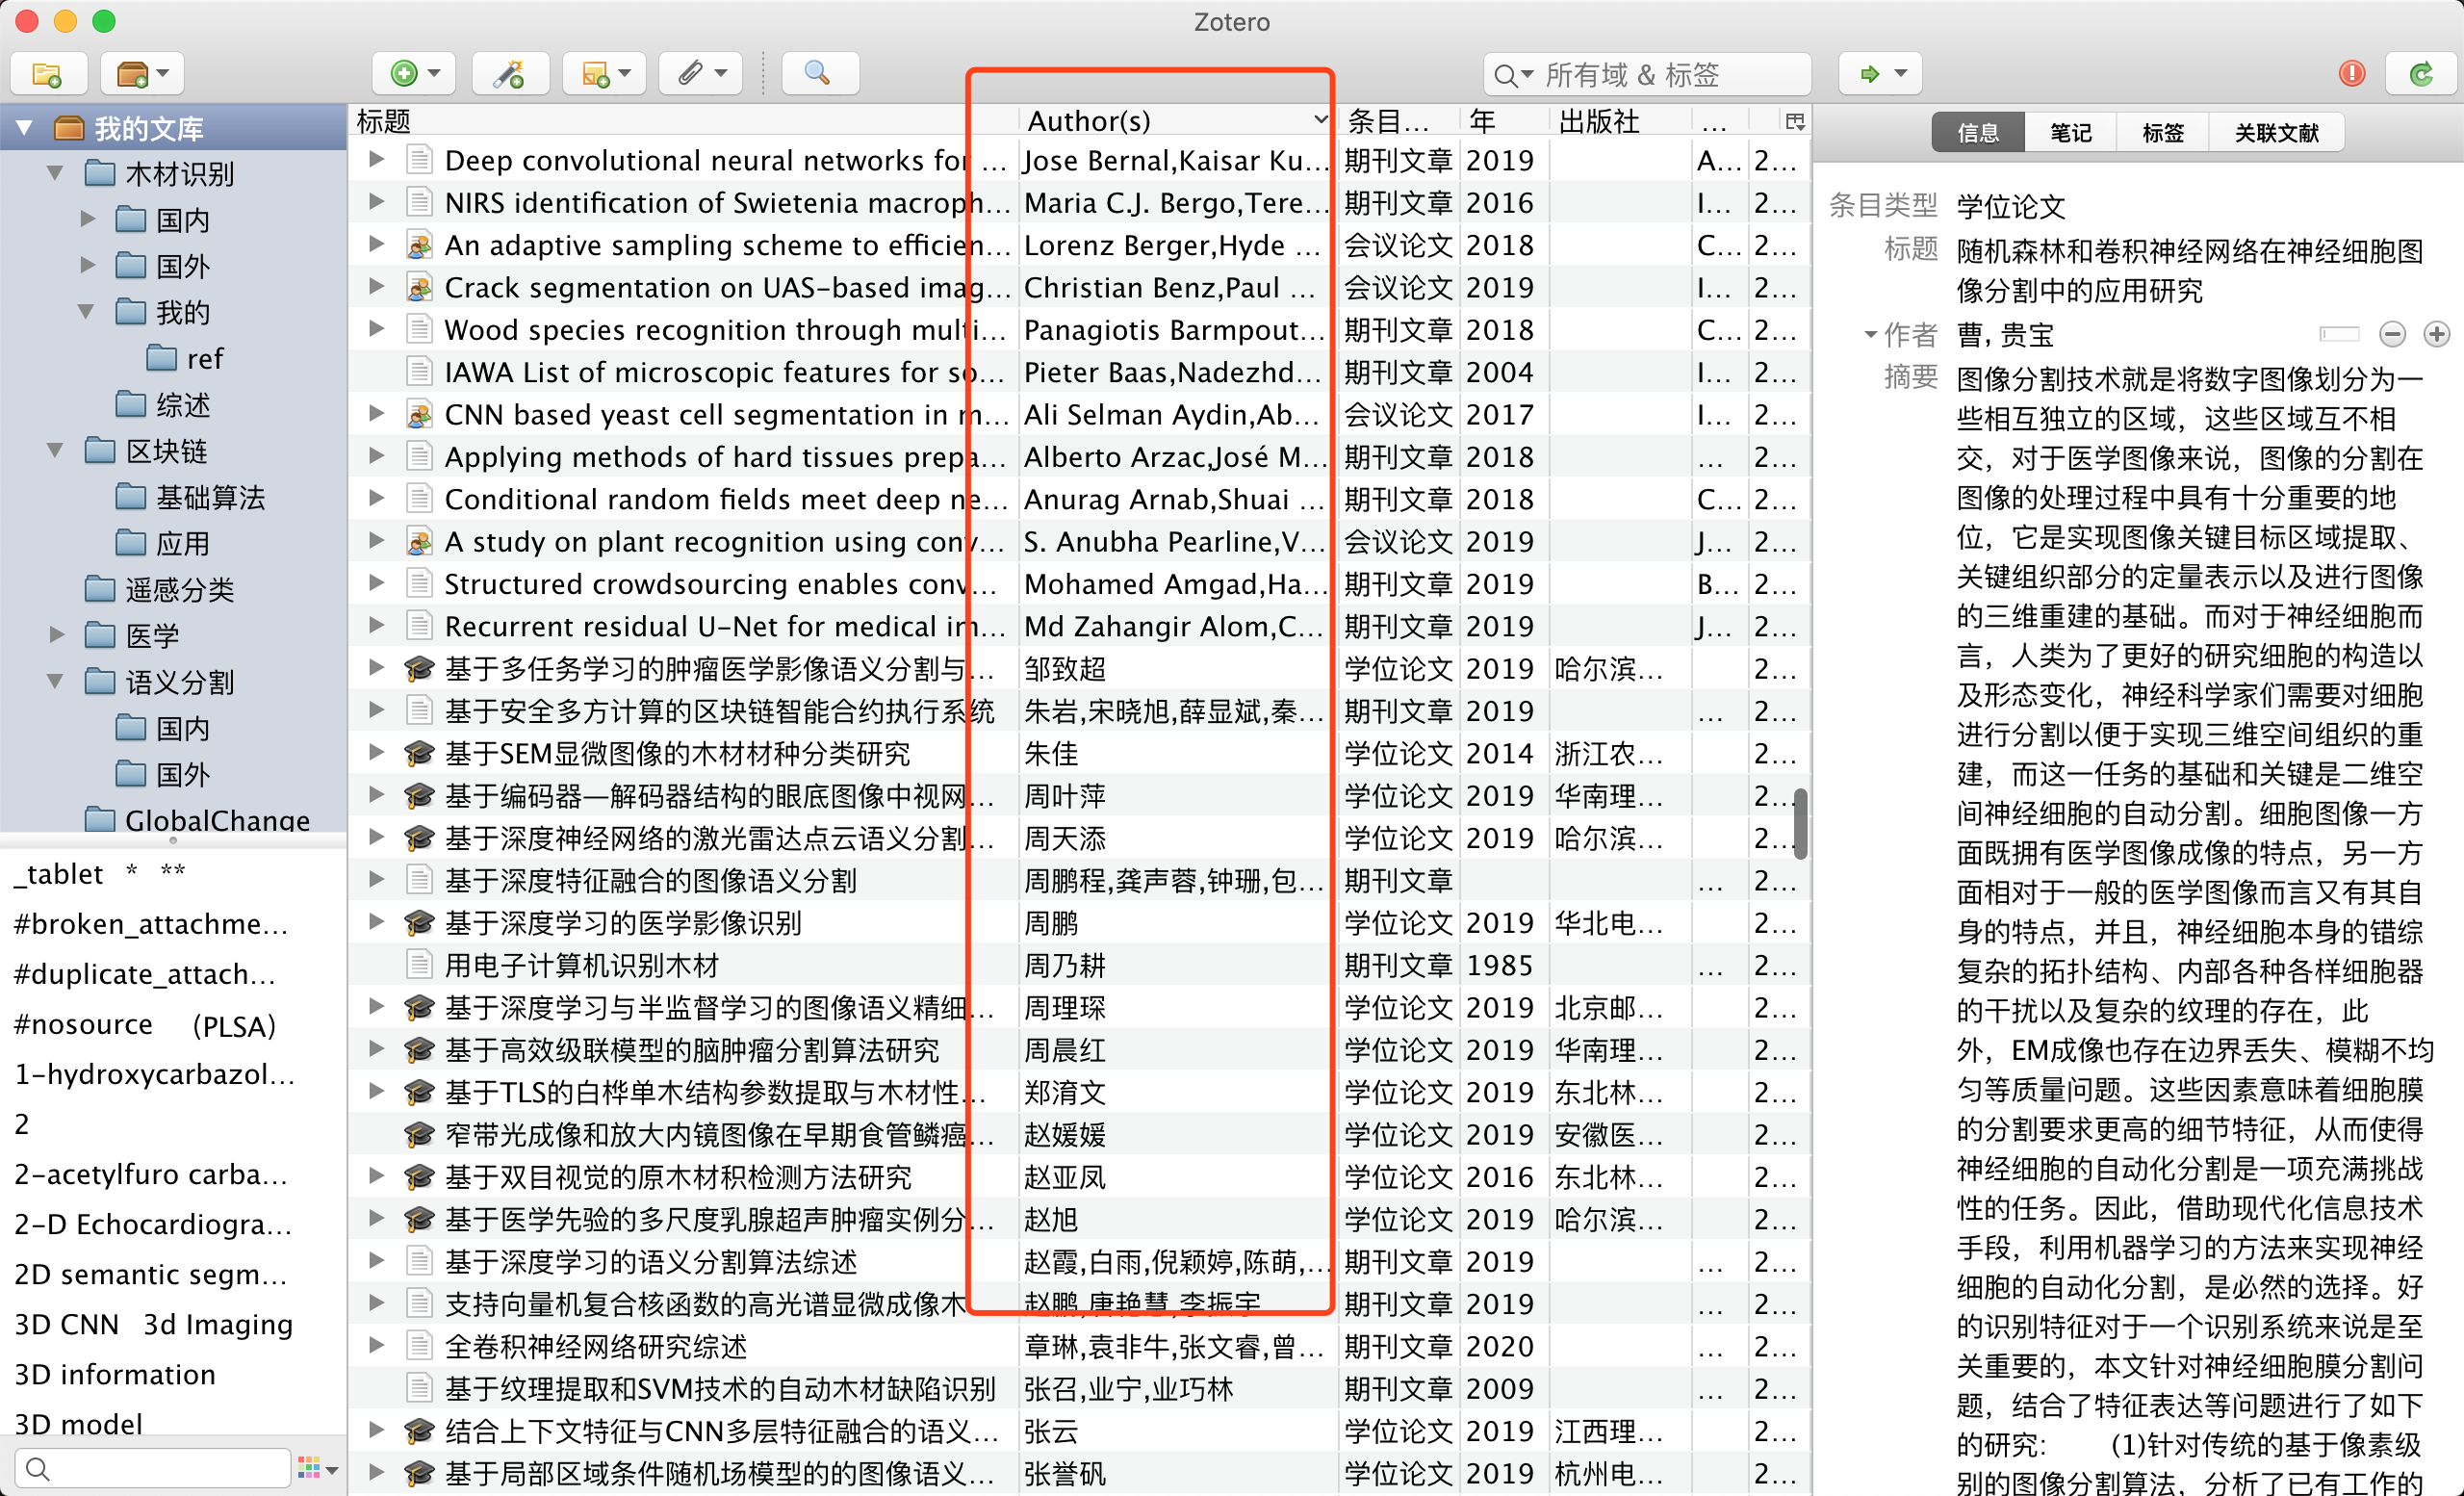 Zotero
所有域 & 标签
我的文库
木材识别
国内
国外
我的
ref
综述
区块链
基础算法
应用
遥感分类
医学
语义分割
国内
国外
GlobalChange
_tablet * **
#broken_attachme...
#duplicate_attach...
#nosource (PLSA)
1-hydroxycarbazol...
2
2-acetylfuro carba...
2-D Echocardiogra...
2D semantic segm...
3D CNN 3d Imaging
3D information
3D model
标题 Author(s) 条目... 年 出版社 ...
Deep convolutional neural networks for ... Jose Bernal,Kaisar Ku... 期刊文章 2019 A... 2...
NIRS identification of Swietenia macroph... Maria C.J. Bergo,Tere... 期刊文章 2016 I... 2...
An adaptive sampling scheme to efficien... Lorenz Berger,Hyde ... 会议论文 2018 C... 2...
Crack segmentation on UAS-based imag... Christian Benz,Paul ... 会议论文 2019 I... 2...
Wood species recognition through multi... Panagiotis Barmpout... 期刊文章 2018 C... 2...
IAWA List of microscopic features for so... Pieter Baas,Nadezhd... 期刊文章 2004 I... 2...
CNN based yeast cell segmentation in m... Ali Selman Aydin,Ab... 会议论文 2017 I... 2...
Applying methods of hard tissues prepa... Alberto Arzac,José M... 期刊文章 2018 ... 2...
Conditional random fields meet deep ne... Anurag Arnab,Shuai ... 期刊文章 2018 C... 2...
A study on plant recognition using conv... S. Anubha Pearline,V... 会议论文 2019 J... 2...
Structured crowdsourcing enables conv... Mohamed Amgad,Ha... 期刊文章 2019 B... 2...
Recurrent residual U-Net for medical im... Md Zahangir Alom,C... 期刊文章 2019 J... 2...
基于多任务学习的肿瘤医学影像语义分割与... 邹致超 学位论文 2019 哈尔滨... 2...
基于安全多方计算的区块链智能合约执行系统 朱岩,宋晓旭,薛显斌,秦... 期刊文章 2019 ... 2...
基于SEM显微图像的木材材种分类研究 朱佳 学位论文 2014 浙江农... 2...
基于编码器—解码器结构的眼底图像中视网... 周叶萍 学位论文 2019 华南理... 2...
基于深度神经网络的激光雷达点云语义分割... 周天添 学位论文 2019 哈尔滨... 2...
基于深度特征融合的图像语义分割 周鹏程,龚声蓉,钟珊,包... 期刊文章 ... 2...
基于深度学习的医学影像识别 周鹏 学位论文 2019 华北电... 2...
用电子计算机识别木材 周乃耕 期刊文章 1985 ... 2...
基于深度学习与半监督学习的图像语义精细... 周理琛 学位论文 2019 北京邮... 2...
基于高效级联模型的脑肿瘤分割算法研究 周晨红 学位论文 2019 华南理... 2...
基于TLS的白桦单木结构参数提取与木材性... 郑淯文 学位论文 2019 东北林... 2...
窄带光成像和放大内镜图像在早期食管鳞癌... 赵媛媛 学位论文 2019 安徽医... 2...
基于双目视觉的原木材积检测方法研究 赵亚凤 学位论文 2016 东北林... 2...
基于医学先验的多尺度乳腺超声肿瘤实例分... 赵旭 学位论文 2019 哈尔滨... 2...
基于深度学习的语义分割算法综述 赵霞,白雨,倪颖婷,陈萌,... 期刊文章 2019 ... 2...
支持向量机复合核函数的高光谱显微成像木 赵鹏,唐艳慧,李振宇 期刊文章 2019 ... 2...
全卷积神经网络研究综述 章琳,袁非牛,张文睿,曾... 期刊文章 2020 ... 2...
基于纹理提取和SVM技术的自动木材缺陷识别 张召,业宁,业巧林 期刊文章 2009 ... 2...
结合上下文特征与CNN多层特征融合的语义... 张云 学位论文 2019 江西理... 2...
基于局部区域条件随机场模型的的图像语义... 张誉矾 学位论文 2019 杭州电... 2...
信息 笔记 标签 关联文献
条目类型 学位论文
标题 随机森林和卷积神经网络在神经细胞图
像分割中的应用研究
作者 曹, 贵宝
摘要 图像分割技术就是将数字图像划分为一
些相互独立的区域，这些区域互不相
交，对于医学图像来说，图像的分割在
图像的处理过程中具有十分重要的地
位，它是实现图像关键目标区域提取、
关键组织部分的定量表示以及进行图像
的三维重建的基础。而对于神经细胞而
言，人类为了更好的研究细胞的构造以
及形态变化，神经科学家们需要对细胞
进行分割以便于实现三维空间组织的重
建，而这一任务的基础和关键是二维空
间神经细胞的自动分割。细胞图像一方
面既拥有医学图像成像的特点，另一方
面相对于一般的医学图像而言又有其自
身的特点，并且，神经细胞本身的错综
复杂的拓扑结构、内部各种各样细胞器
的干扰以及复杂的纹理的存在，此
外，EM成像也存在边界丢失、模糊不均
匀等质量问题。这些因素意味着细胞膜
的分割要求更高的细节特征，从而使得
神经细胞的自动化分割是一项充满挑战
性的任务。因此，借助现代化信息技术
手段，利用机器学习的方法来实现神经
细胞的自动化分割，是必然的选择。好
的识别特征对于一个识别系统来说是至
关重要的，本文针对神经细胞膜分割问
题，结合了特征表达等问题进行了如下
的研究: (1)针对传统的基于像素级
别的图像分割算法，分析了已有工作的